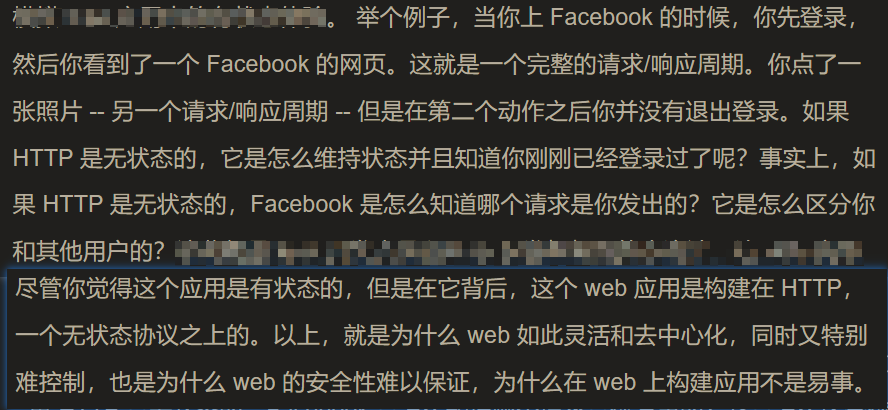 。 举个例子，当你上 Facebook 的时候，你先登录，
然后你看到了一个 Facebook 的网页。这就是一个完整的请求/响应周期。你点了一
张照片 -- 另一个请求/响应周期 -- 但是在第二个动作之后你并没有退出登录。如果
HTTP 是无状态的，它是怎么维持状态并且知道你刚刚已经登录过了呢？事实上，如
果 HTTP 是无状态的，Facebook 是怎么知道哪个请求是你发出的？它是怎么区分你
和其他用户的？
尽管你觉得这个应用是有状态的，但是在它背后，这个 web 应用是构建在 HTTP，
一个无状态协议之上的。以上，就是为什么 web 如此灵活和去中心化，同时又特别
难控制，也是为什么 web 的安全性难以保证，为什么在 web 上构建应用不是易事。